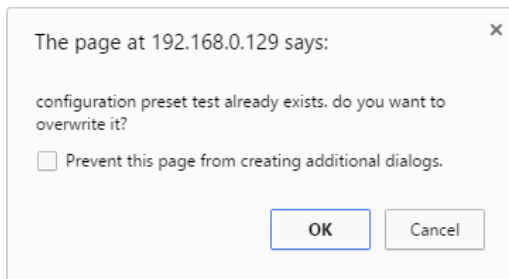 The page at 192.168.0.129 says:
configuration preset test already exists. do you want to
overwrite it?
Prevent this page from creating additional dialogs.
OK
Cancel